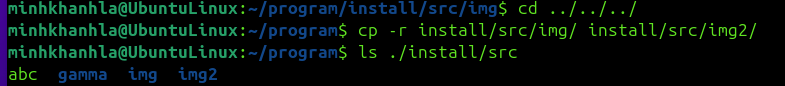 minhkhanhla@UbuntuLinux:~/program/install/src/img$ cd ../../../
minhkhanhla@UbuntuLinux:~/program$ cp -r install/src/img/ install/src/img2/
minhkhanhla@UbuntuLinux:~/program$ ls ./install/src
abc  gamma  img  img2